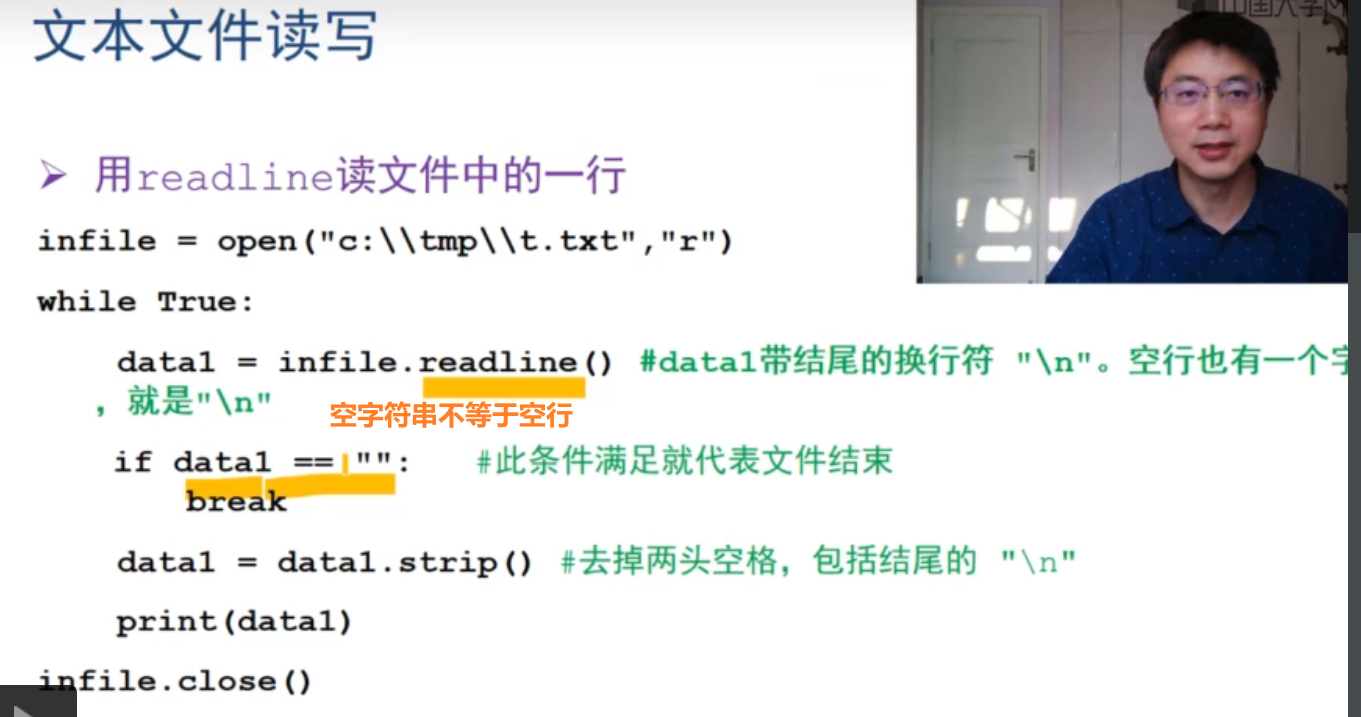 中国大学M
文本文件读写
➢ 用readline读文件中的一行
infile = open("c:\\tmp\\t.txt","r")
while True:
data1 = infile.readline() #data1带结尾的换行符 "\n"。空行也有一个字
，就是"\n"
空字符串不等于空行
if data1 == "": #此条件满足就代表文件结束
break
data1 = data1.strip() #去掉两头空格，包括结尾的 "\n"
print(data1)
infile.close()